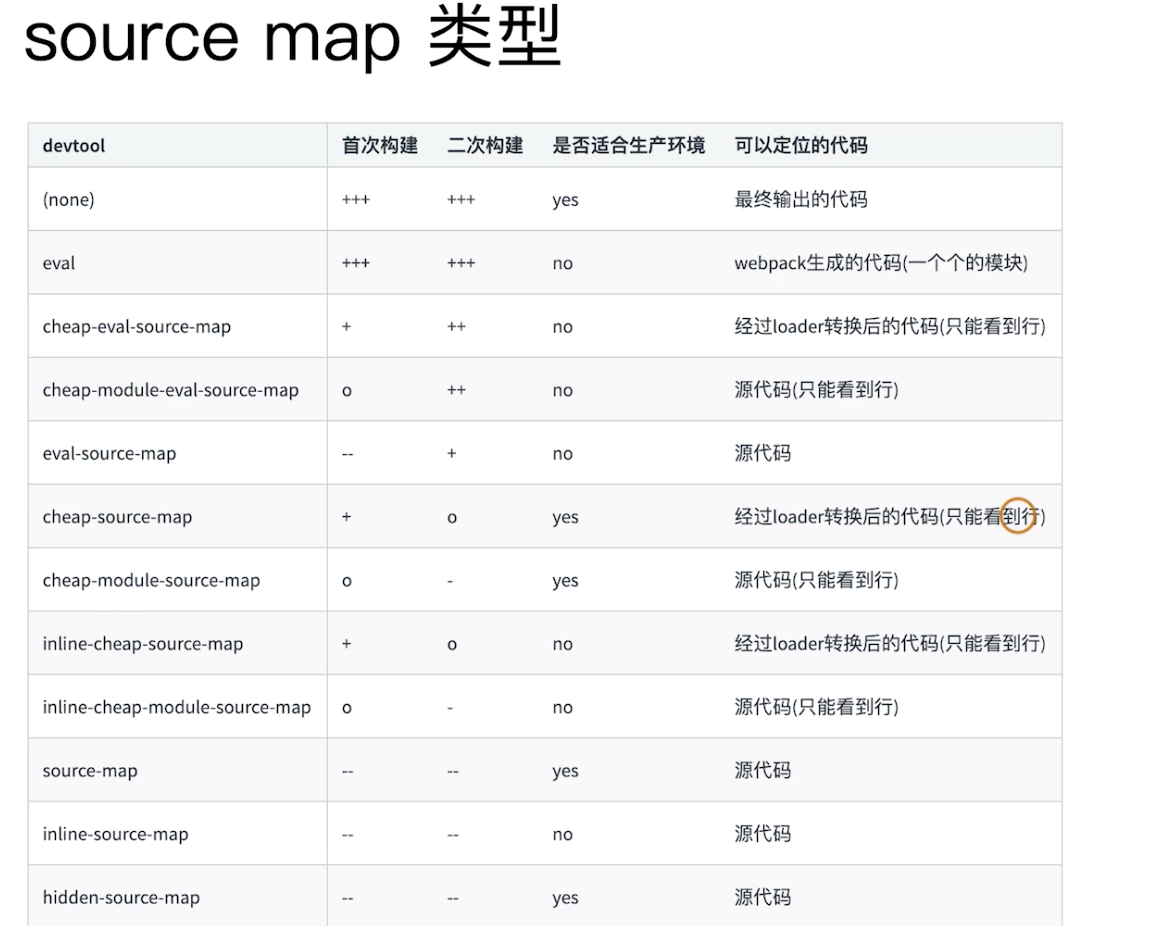 source map 类型
devtool 首次构建 二次构建 是否适合生产环境 可以定位的代码
(none) +++ +++ yes 最终输出的代码
eval +++ +++ no webpack生成的代码(一个个的模块)
cheap-eval-source-map + ++ no 经过loader转换后的代码(只能看到行)
cheap-module-eval-source-map o ++ no 源代码(只能看到行)
eval-source-map -- + no 源代码
cheap-source-map + o yes 经过loader转换后的代码(只能看到行)
cheap-module-source-map o - yes 源代码(只能看到行)
inline-cheap-source-map + o no 经过loader转换后的代码(只能看到行)
inline-cheap-module-source-map o - no 源代码(只能看到行)
source-map -- -- yes 源代码
inline-source-map -- -- no 源代码
hidden-source-map -- -- yes 源代码